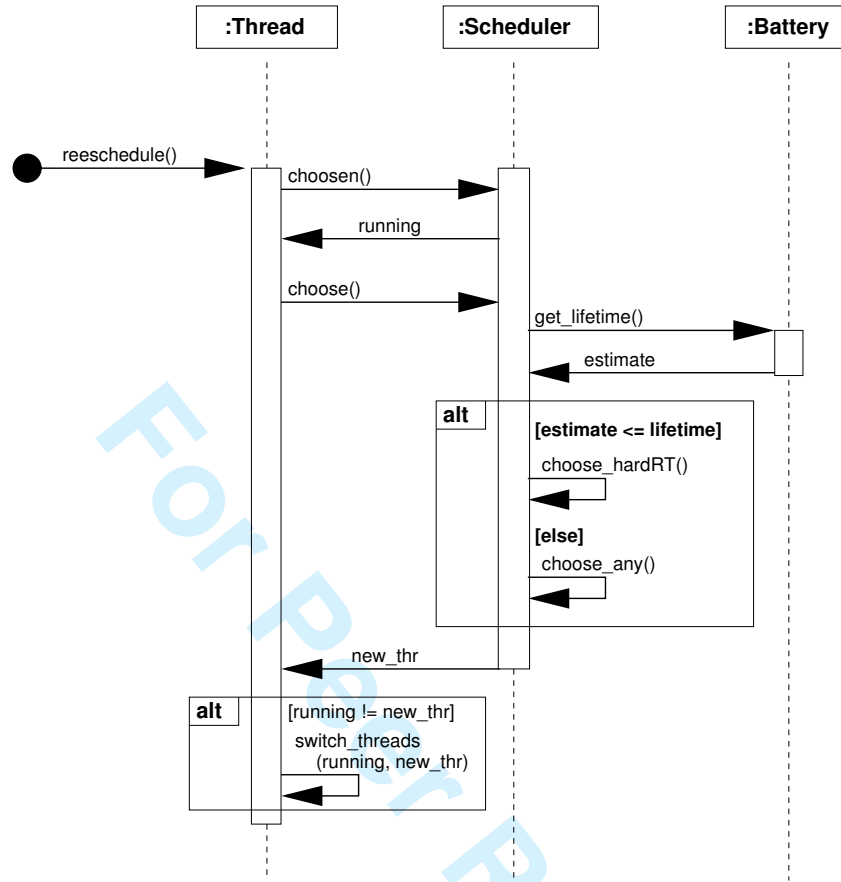 :Thread
:Scheduler
:Battery
reeschedule()
choosen()
running
choose()
get_lifetime()
estimate
alt
[estimate <= lifetime]
choose_hardRT()
[else]
choose_any()
new_thr
alt
[running != new_thr]
switch_threads
(running, new_thr)
For Peer R